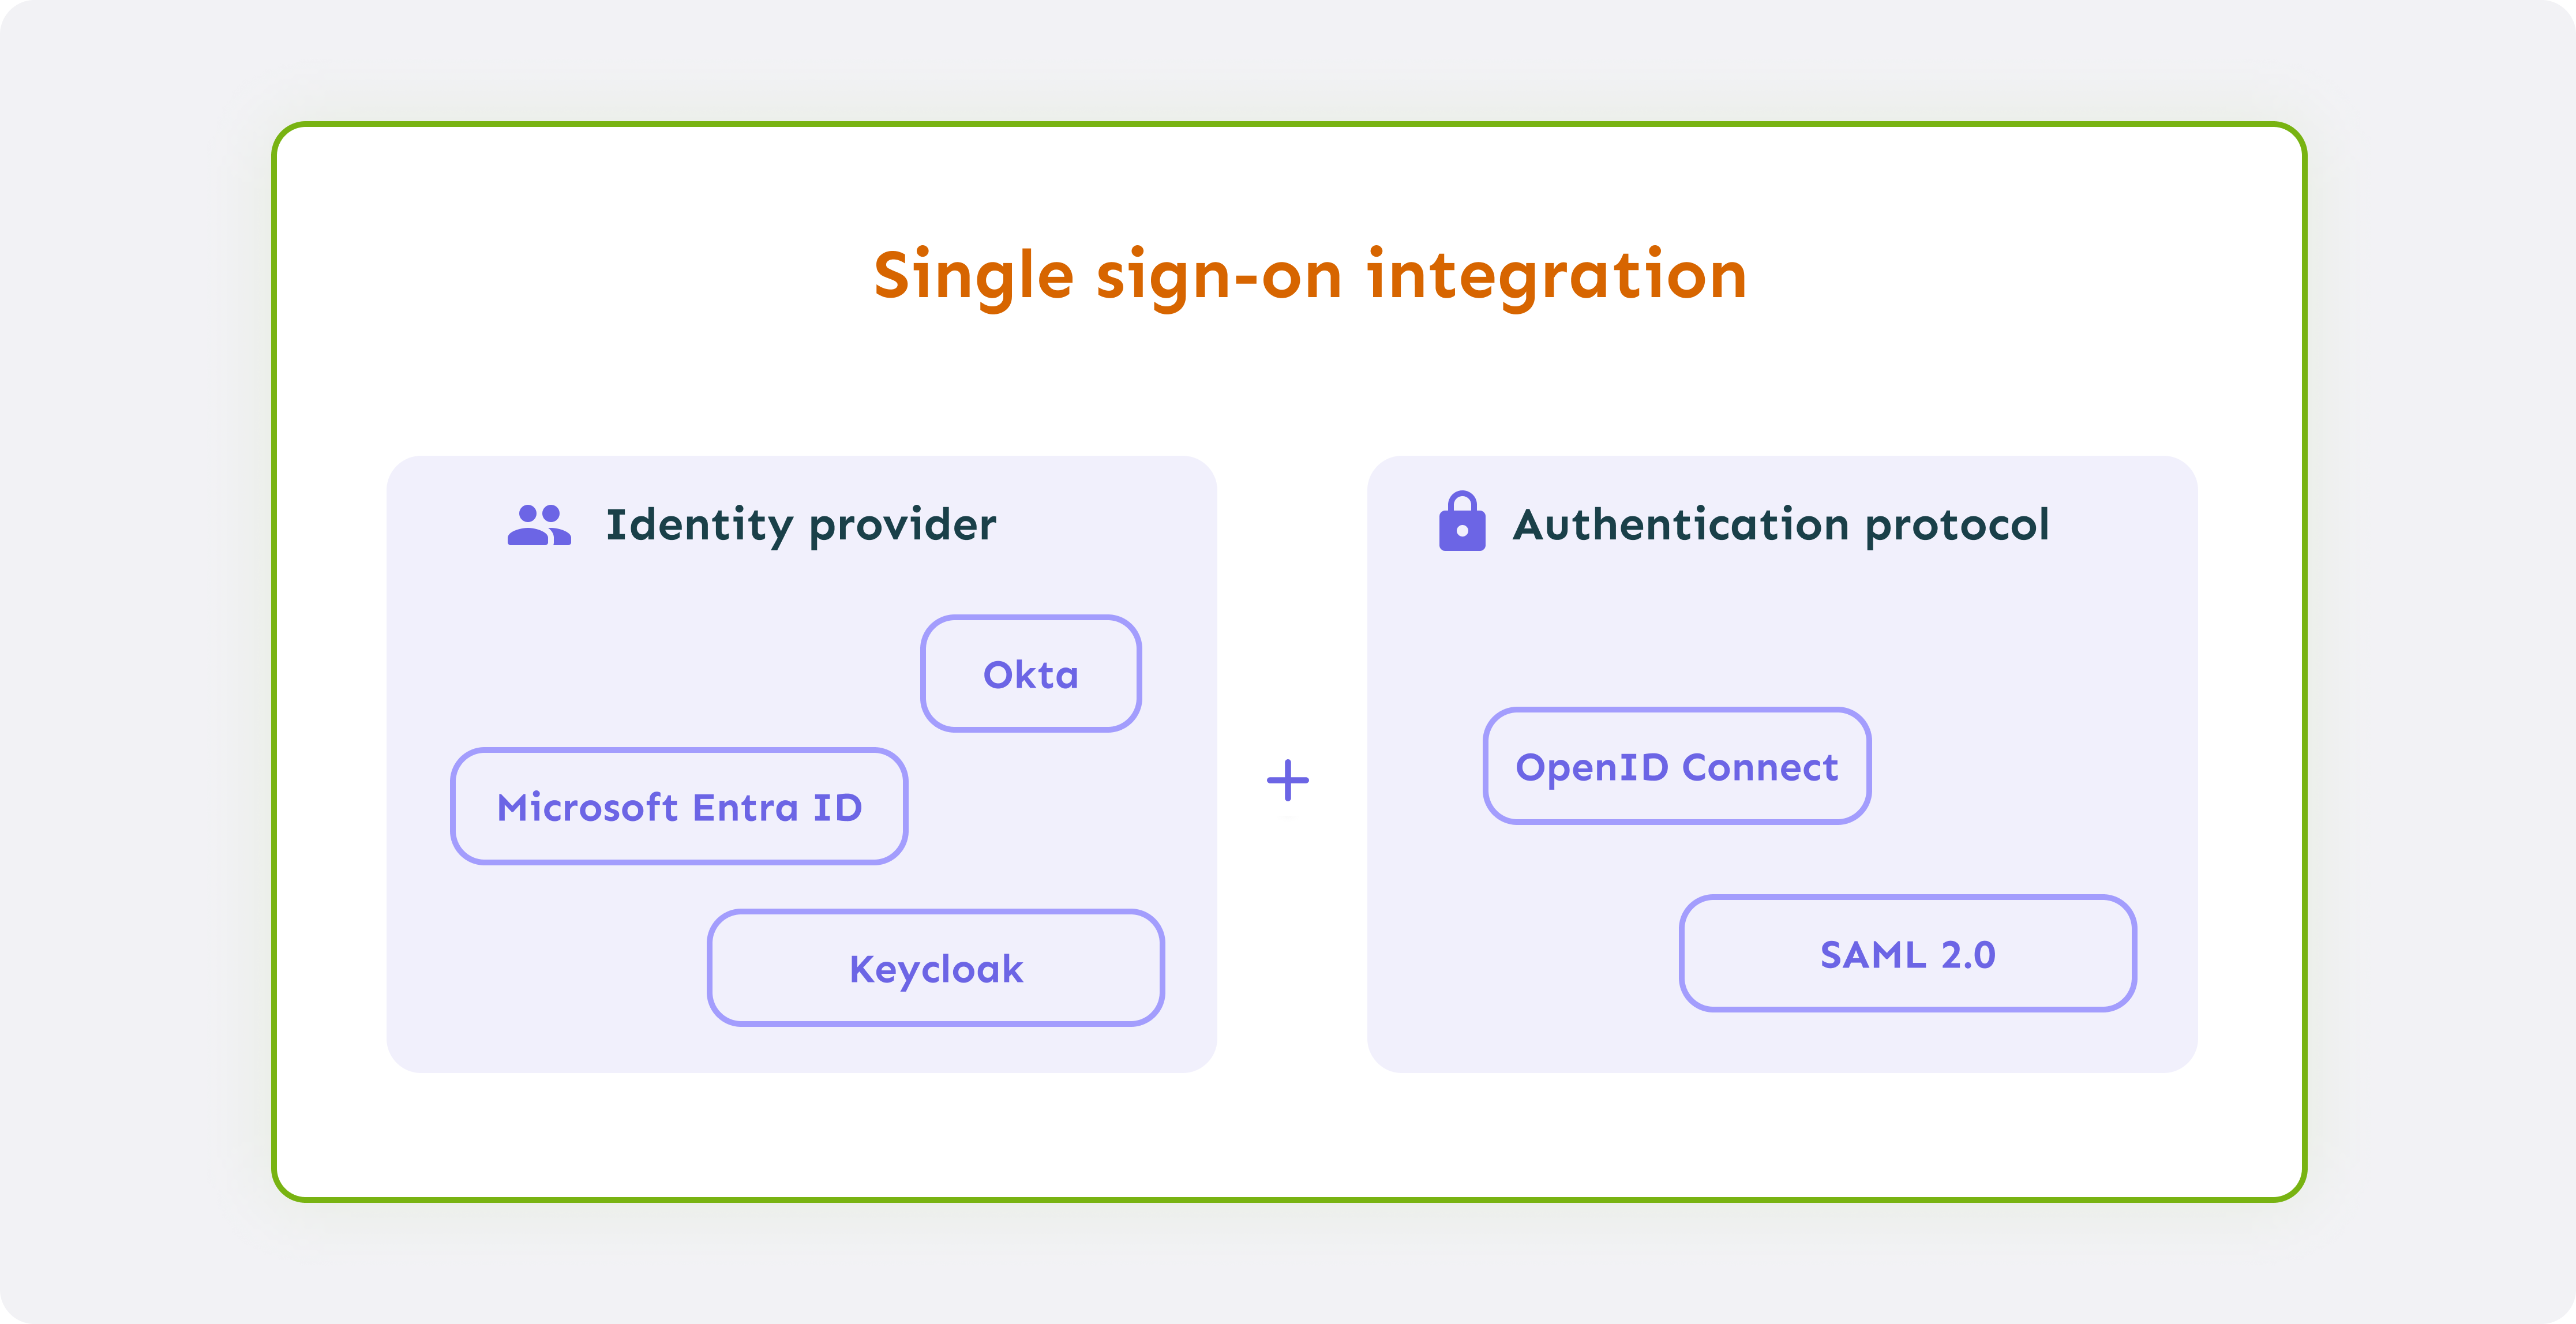 Single sign-on integration
Identity provider
Okta
Microsoft Entra ID
Keycloak
+
Authentication protocol
OpenID Connect
SAML 2.0